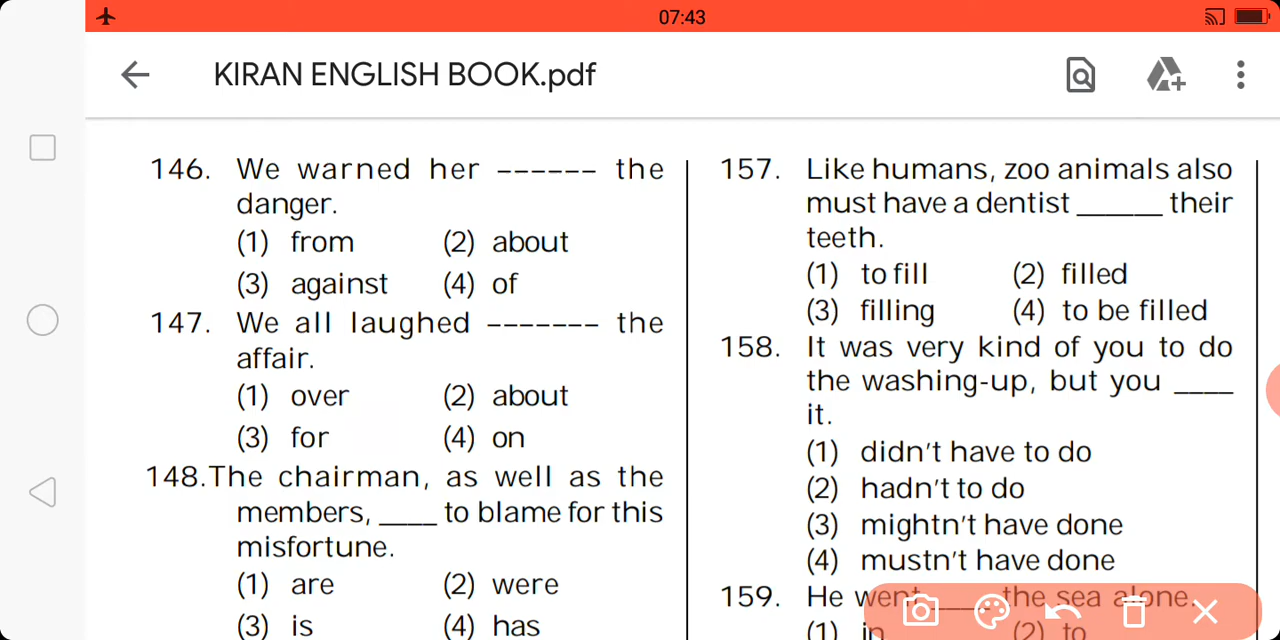 07:43
KIRAN ENGLISH BOOK.pdf
146. We warned her ------ the
danger.
(1) from (2) about
(3) against (4) of
147. We all laughed ------- the
affair.
(1) over (2) about
(3) for (4) on
148.The chairman, as well as the
members, ____ to blame for this
misfortune.
(1) are (2) were
(3) is (4) has
157. Like humans, zoo animals also
must have a dentist ______ their
teeth.
(1) to fill (2) filled
(3) filling (4) to be filled
158. It was very kind of you to do
the washing-up, but you ____
it.
(1) didn't have to do
(2) hadn't to do
(3) mightn't have done
(4) mustn't have done
159. He went ____ the sea alone.
(1) in (2) to